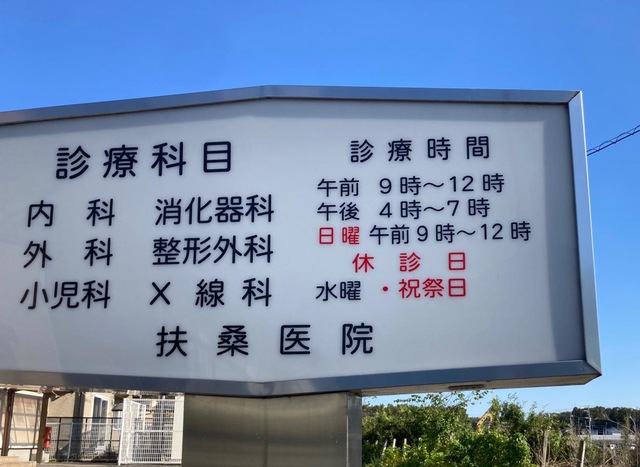 診療科目
内科 消化器科
外科 整形外科
小児科 X線科
診療時間
午前 9時～12時
午後 4時～7時
日曜 午前9時～12時
休診日
水曜・祝祭日
扶桑医院